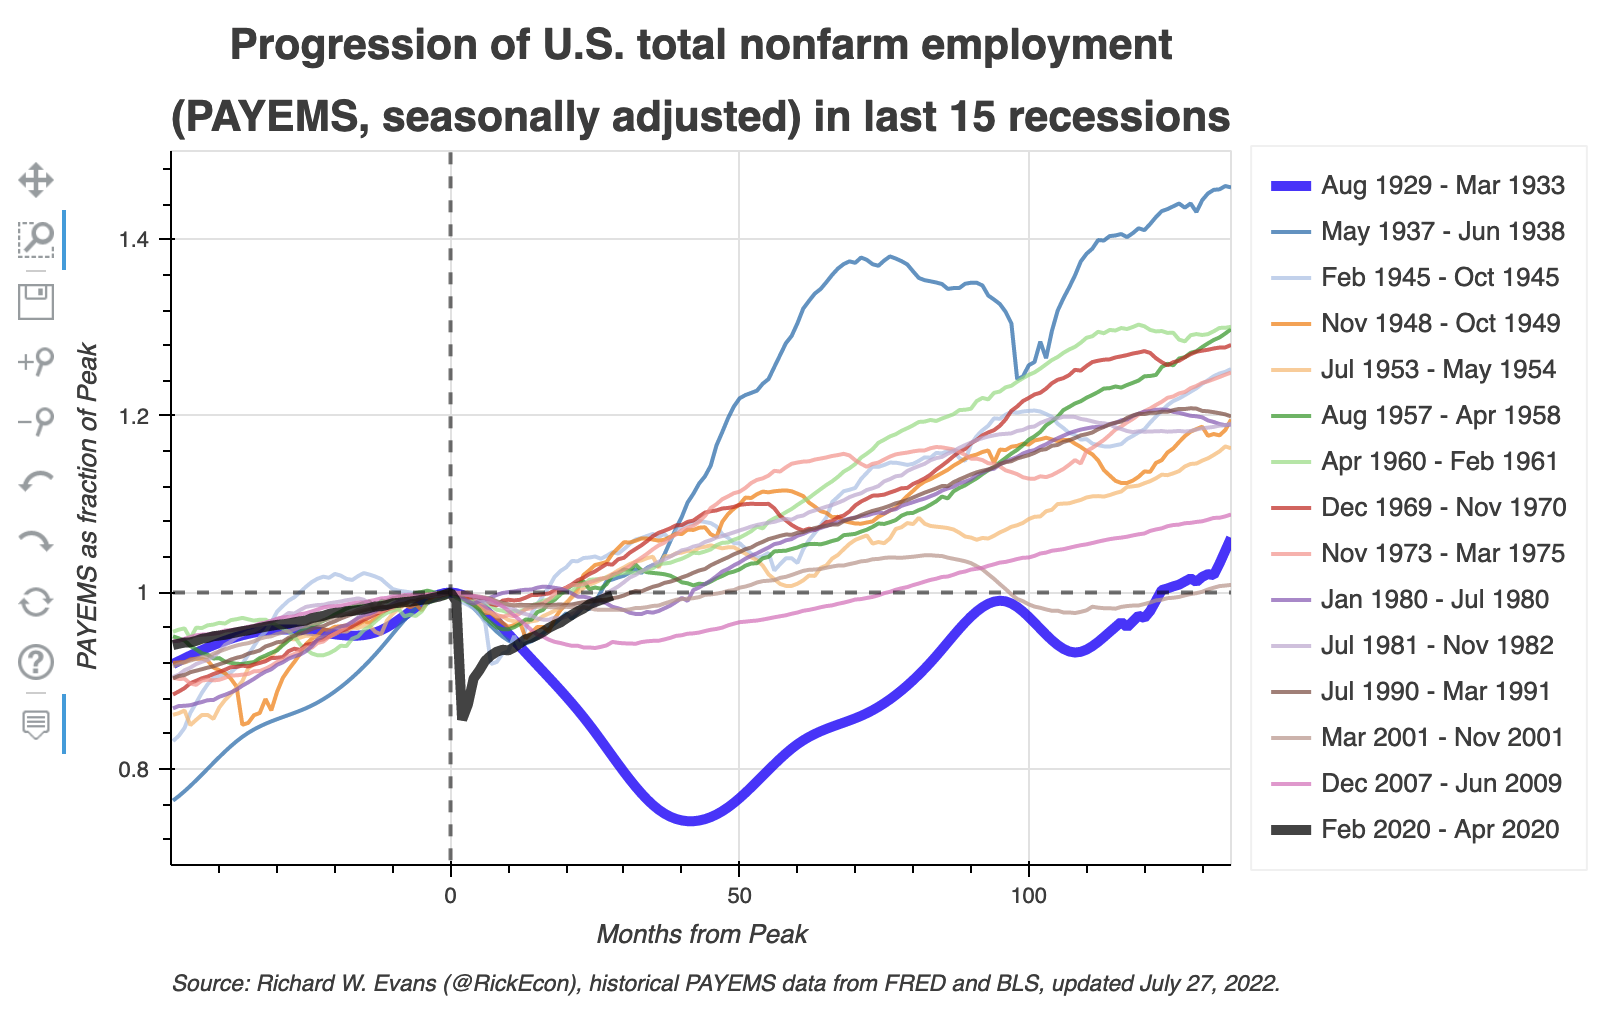 Progression of U.S. total nonfarm employment
(PAYEMS, seasonally adjusted) in last 15 recessions
PAYEMS as fraction of Peak
1.4
1.2
1
0.8
0
50
100
Months from Peak
Aug 1929 - Mar 1933
May 1937 - Jun 1938
Feb 1945 - Oct 1945
Nov 1948 - Oct 1949
Jul 1953 - May 1954
Aug 1957 - Apr 1958
Apr 1960 - Feb 1961
Dec 1969 - Nov 1970
Nov 1973 - Mar 1975
Jan 1980 - Jul 1980
Jul 1981 - Nov 1982
Jul 1990 - Mar 1991
Mar 2001 - Nov 2001
Dec 2007 - Jun 2009
Feb 2020 - Apr 2020
Source: Richard W. Evans (@RickEcon), historical PAYEMS data from FRED and BLS, updated July 27, 2022.